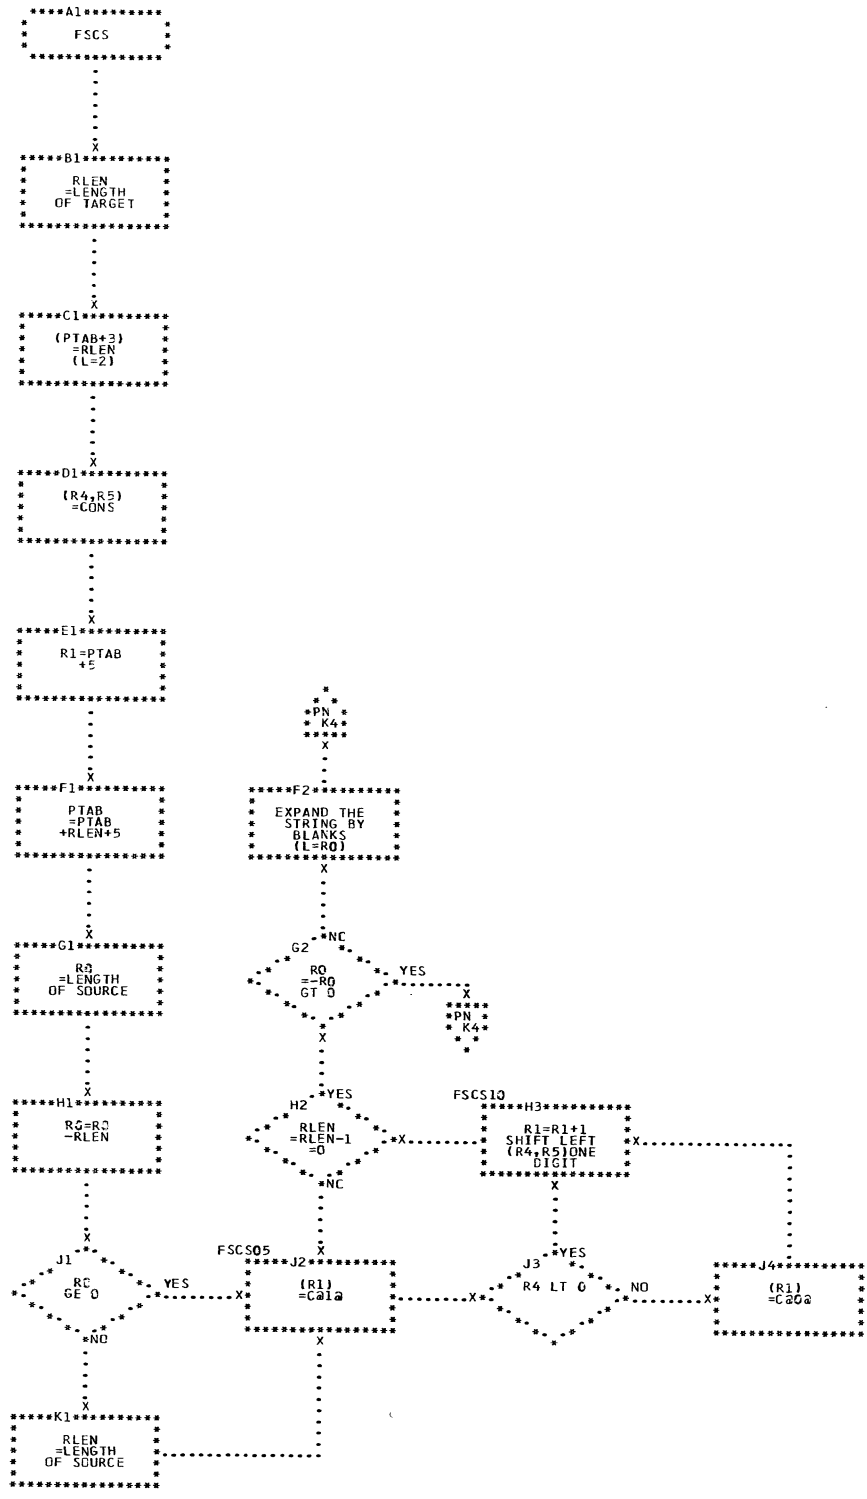 A1
FSCS
B1
RLEN
=LENGTH
OF TARGET
C1
(PTAB+3)
=RLEN
(L=2)
D1
(R4,R5)
=CONS
E1
R1=PTAB
+5
PN
K4
F1
PTAB
=PTAB
+RLEN+5
F2
EXPAND THE
STRING BY
BLANKS
(L=R0)
X
NC
G1
R0
=LENGTH
OF SOURCE
G2
R0
=-R0
GT 0
YES
X
PN
K4
X
YES
H1
R0=R0
-RLEN
H2
RLEN
=RLEN-1
=0
NC
FSCS10
H3
R1=R1+1
SHIFT LEFT
(R4,R5)ONE
DIGIT
X
J1
R0
GE 0
YES
NO
FSCS05
J2
(R1)
=C@1@
X
J3
YES
R4 LT 0
NO
J4
(R1)
=C@0@
K1
RLEN
=LENGTH
OF SOURCE